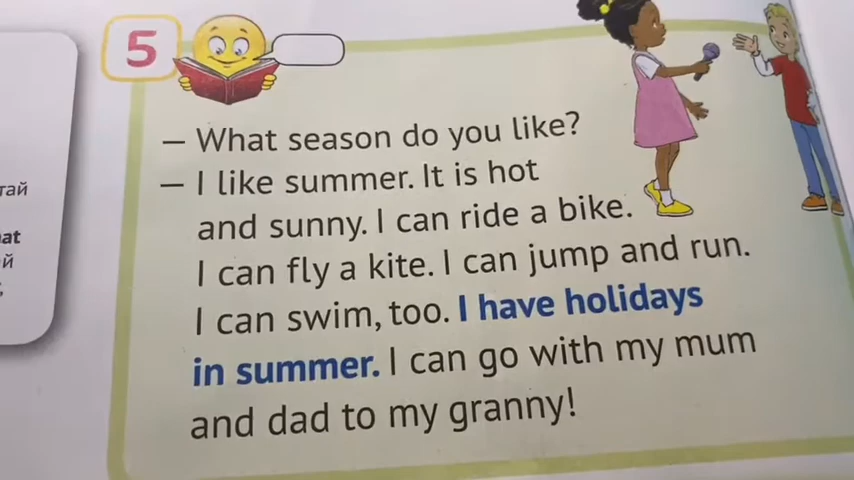 5
— What season do you like?
— I like summer. It is hot
and sunny. I can ride a bike.
I can fly a kite. I can jump and run.
I can swim, too. I have holidays
in summer. I can go with my mum
and dad to my granny!